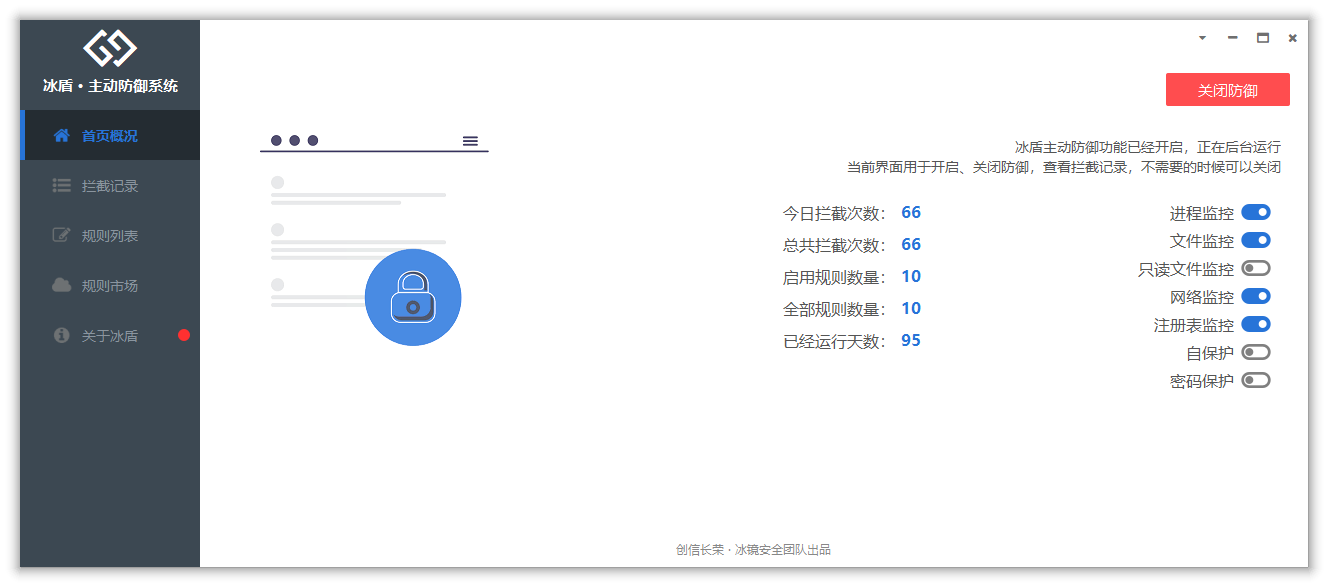 冰盾·主动防御系统
首页概况
拦截记录
规则列表
规则市场
关于冰盾
关闭防御
冰盾主动防御功能已经开启，正在后台运行
当前界面用于开启、关闭防御，查看拦截记录，不需要的时候可以关闭
今日拦截次数： 66
总共拦截次数： 66
启用规则数量： 10
全部规则数量： 10
已经运行天数： 95
进程监控
文件监控
只读文件监控
网络监控
注册表监控
自保护
密码保护
创信长荣 · 冰镜安全团队出品